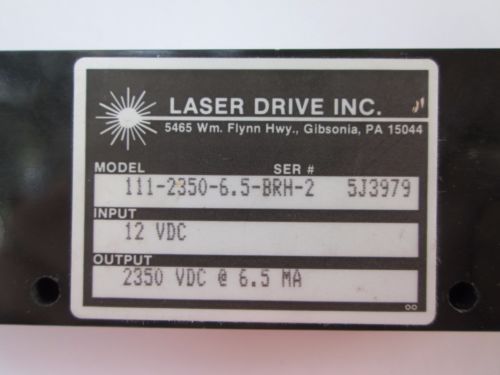 LASER DRIVE INC.
5465 Wm. Flynn Hwy., Gibsonia, PA 15044
MODEL SER #
111-2350-6.5-BRH-2 5J3979
INPUT
12 VDC
OUTPUT
2350 VDC @ 6.5 MA